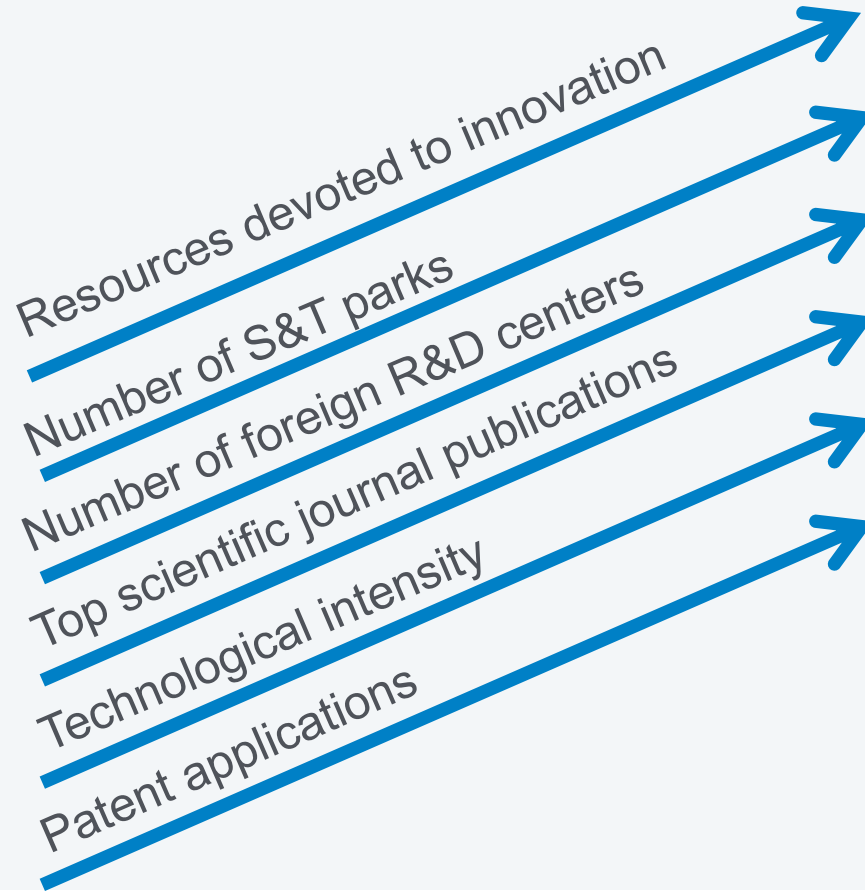 Resources devoted to innovation
Number of S&T parks
Number of foreign R&D centers
Top scientific journal publications
Technological intensity
Patent applications